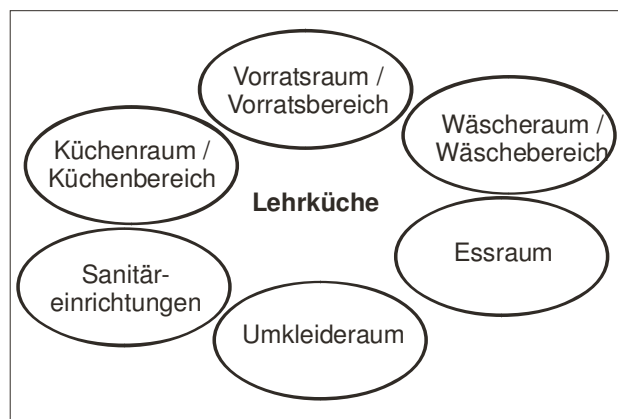 Vorratsraum /
Vorratsbereich
Wäscheraum /
Wäschebereich
Küchenraum /
Küchenbereich
Lehrküche
Essraum
Sanitär-
einrichtungen
Umkleideraum